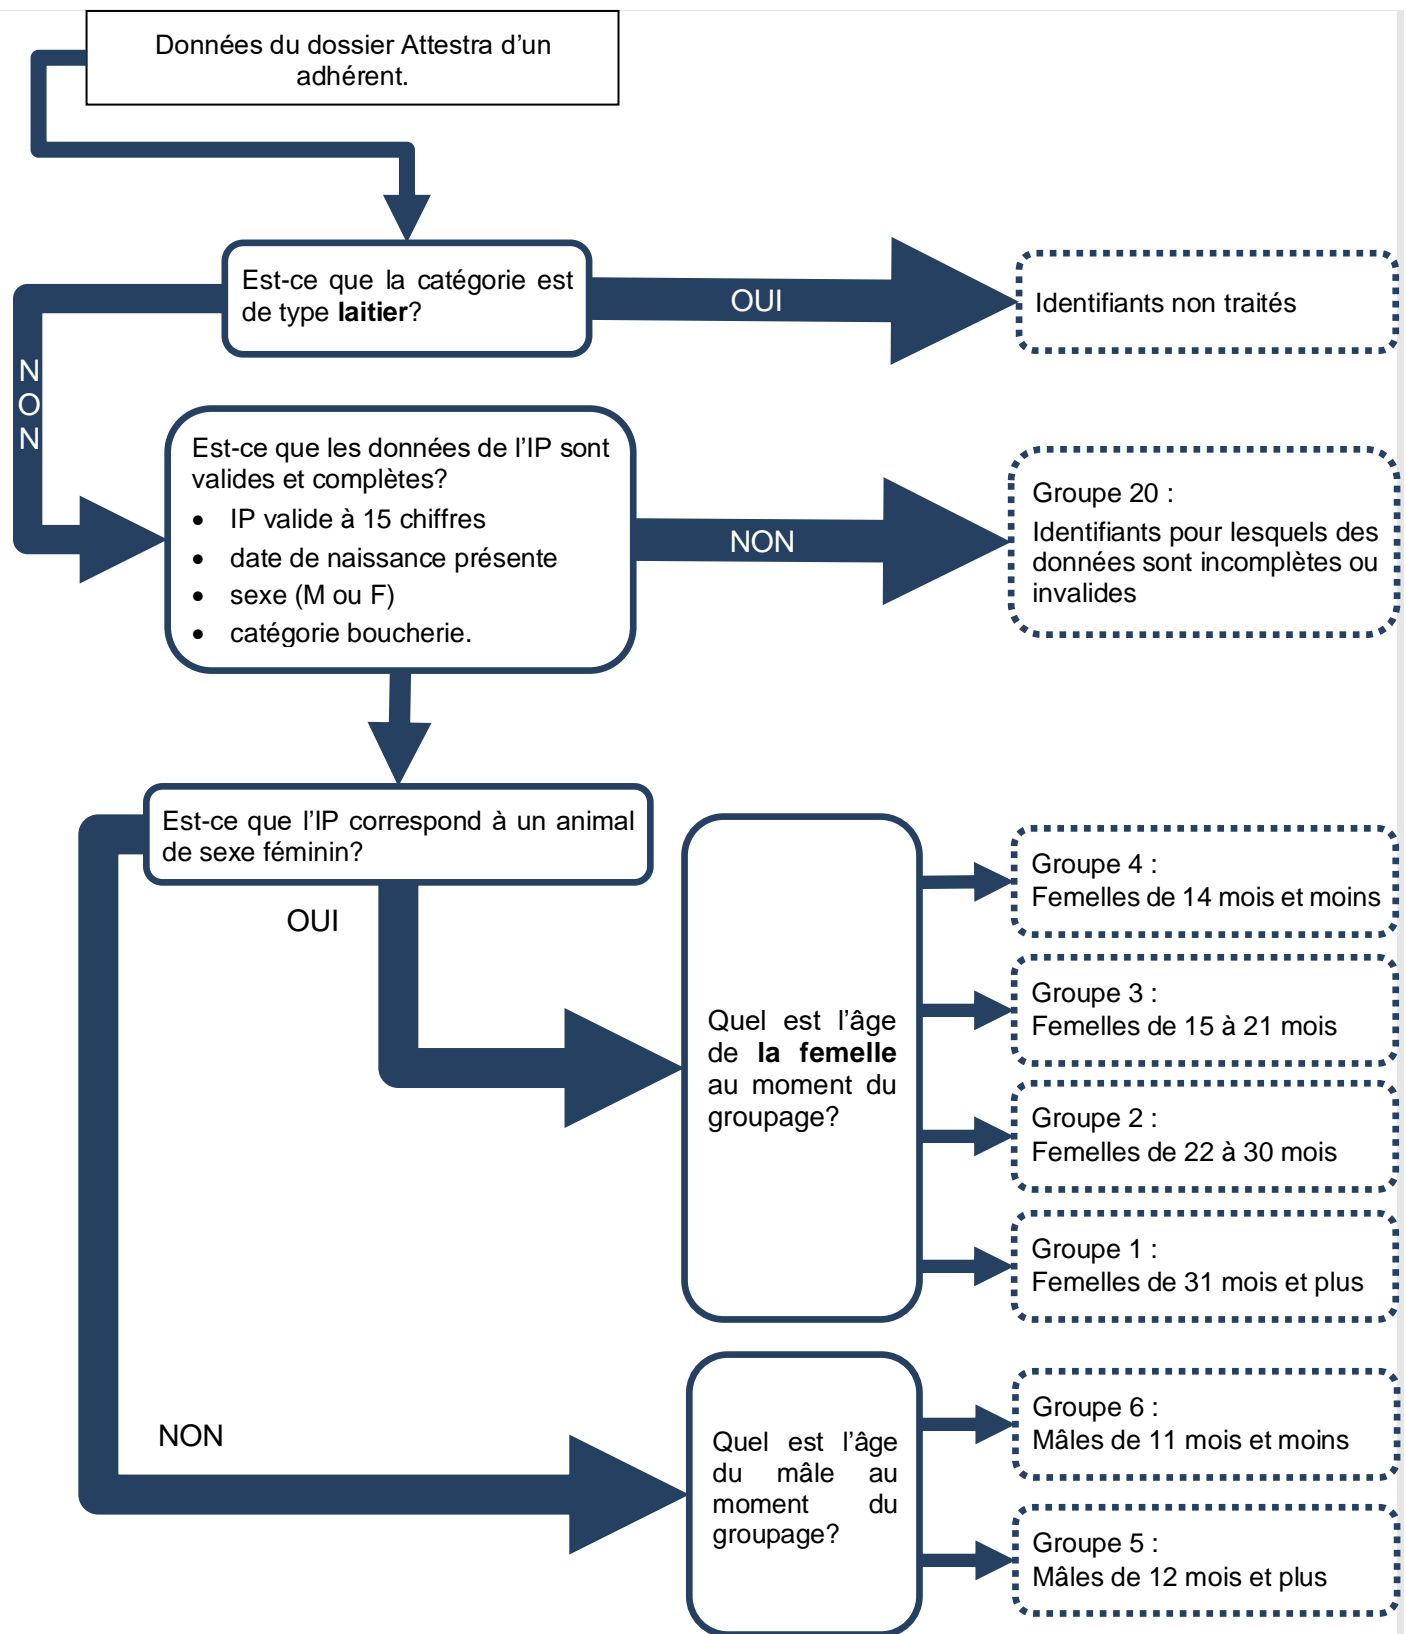 Données du dossier Attestra d’un
adhérent.
Est-ce que la catégorie est
de type laitier?
OUI
Identifiants non traités
N
O
N
Est-ce que les données de l’IP sont
valides et complètes?
• IP valide à 15 chiffres
• date de naissance présente
• sexe (M ou F)
• catégorie boucherie.
NON
Groupe 20 :
Identifiants pour lesquels des
données sont incomplètes ou
invalides
Est-ce que l’IP correspond à un animal
de sexe féminin?
OUI
Quel est l’âge
de la femelle
au moment du
groupage?
Groupe 4 :
Femelles de 14 mois et moins
Groupe 3 :
Femelles de 15 à 21 mois
Groupe 2 :
Femelles de 22 à 30 mois
Groupe 1 :
Femelles de 31 mois et plus
NON
Quel est l’âge
du mâle au
moment du
groupage?
Groupe 6 :
Mâles de 11 mois et moins
Groupe 5 :
Mâles de 12 mois et plus